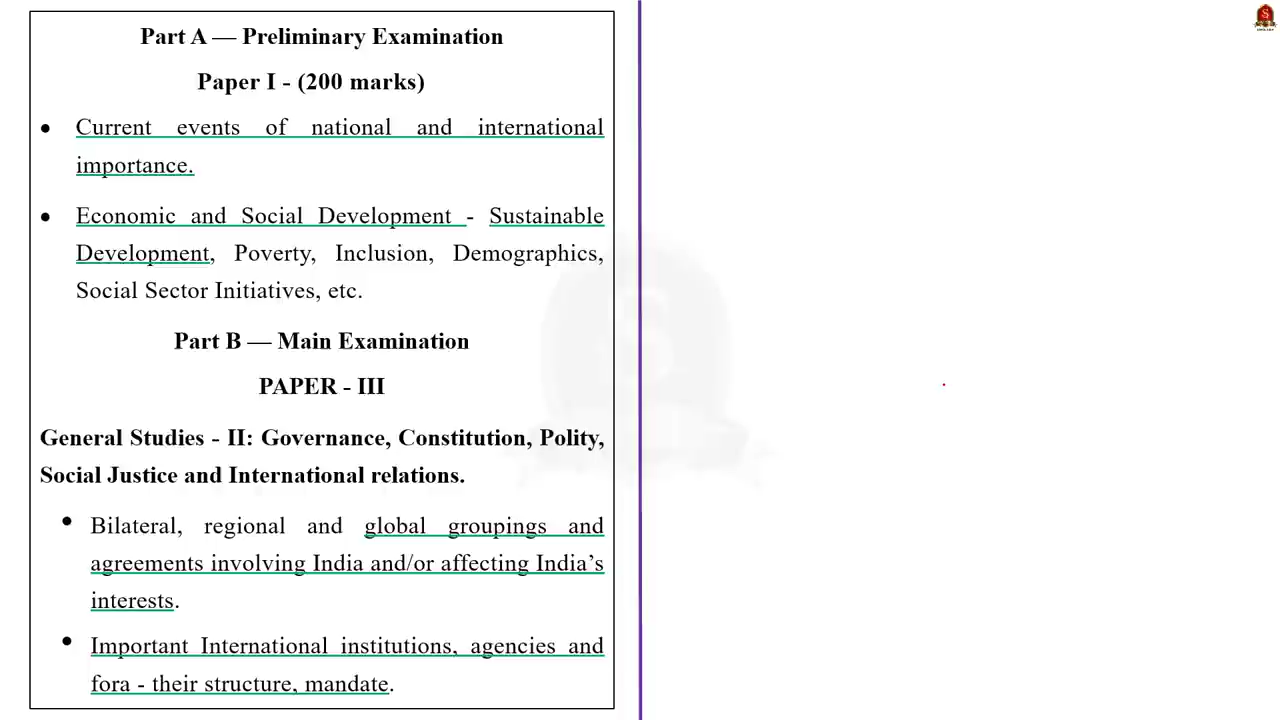 Part A — Preliminary Examination
Paper I - (200 marks)
• Current events of national and international
importance.
• Economic and Social Development - Sustainable
Development, Poverty, Inclusion, Demographics,
Social Sector Initiatives, etc.
Part B — Main Examination
PAPER - III
General Studies - II: Governance, Constitution, Polity,
Social Justice and International relations.
• Bilateral, regional and global groupings and
agreements involving India and/or affecting India’s
interests.
• Important International institutions, agencies and
fora - their structure, mandate.